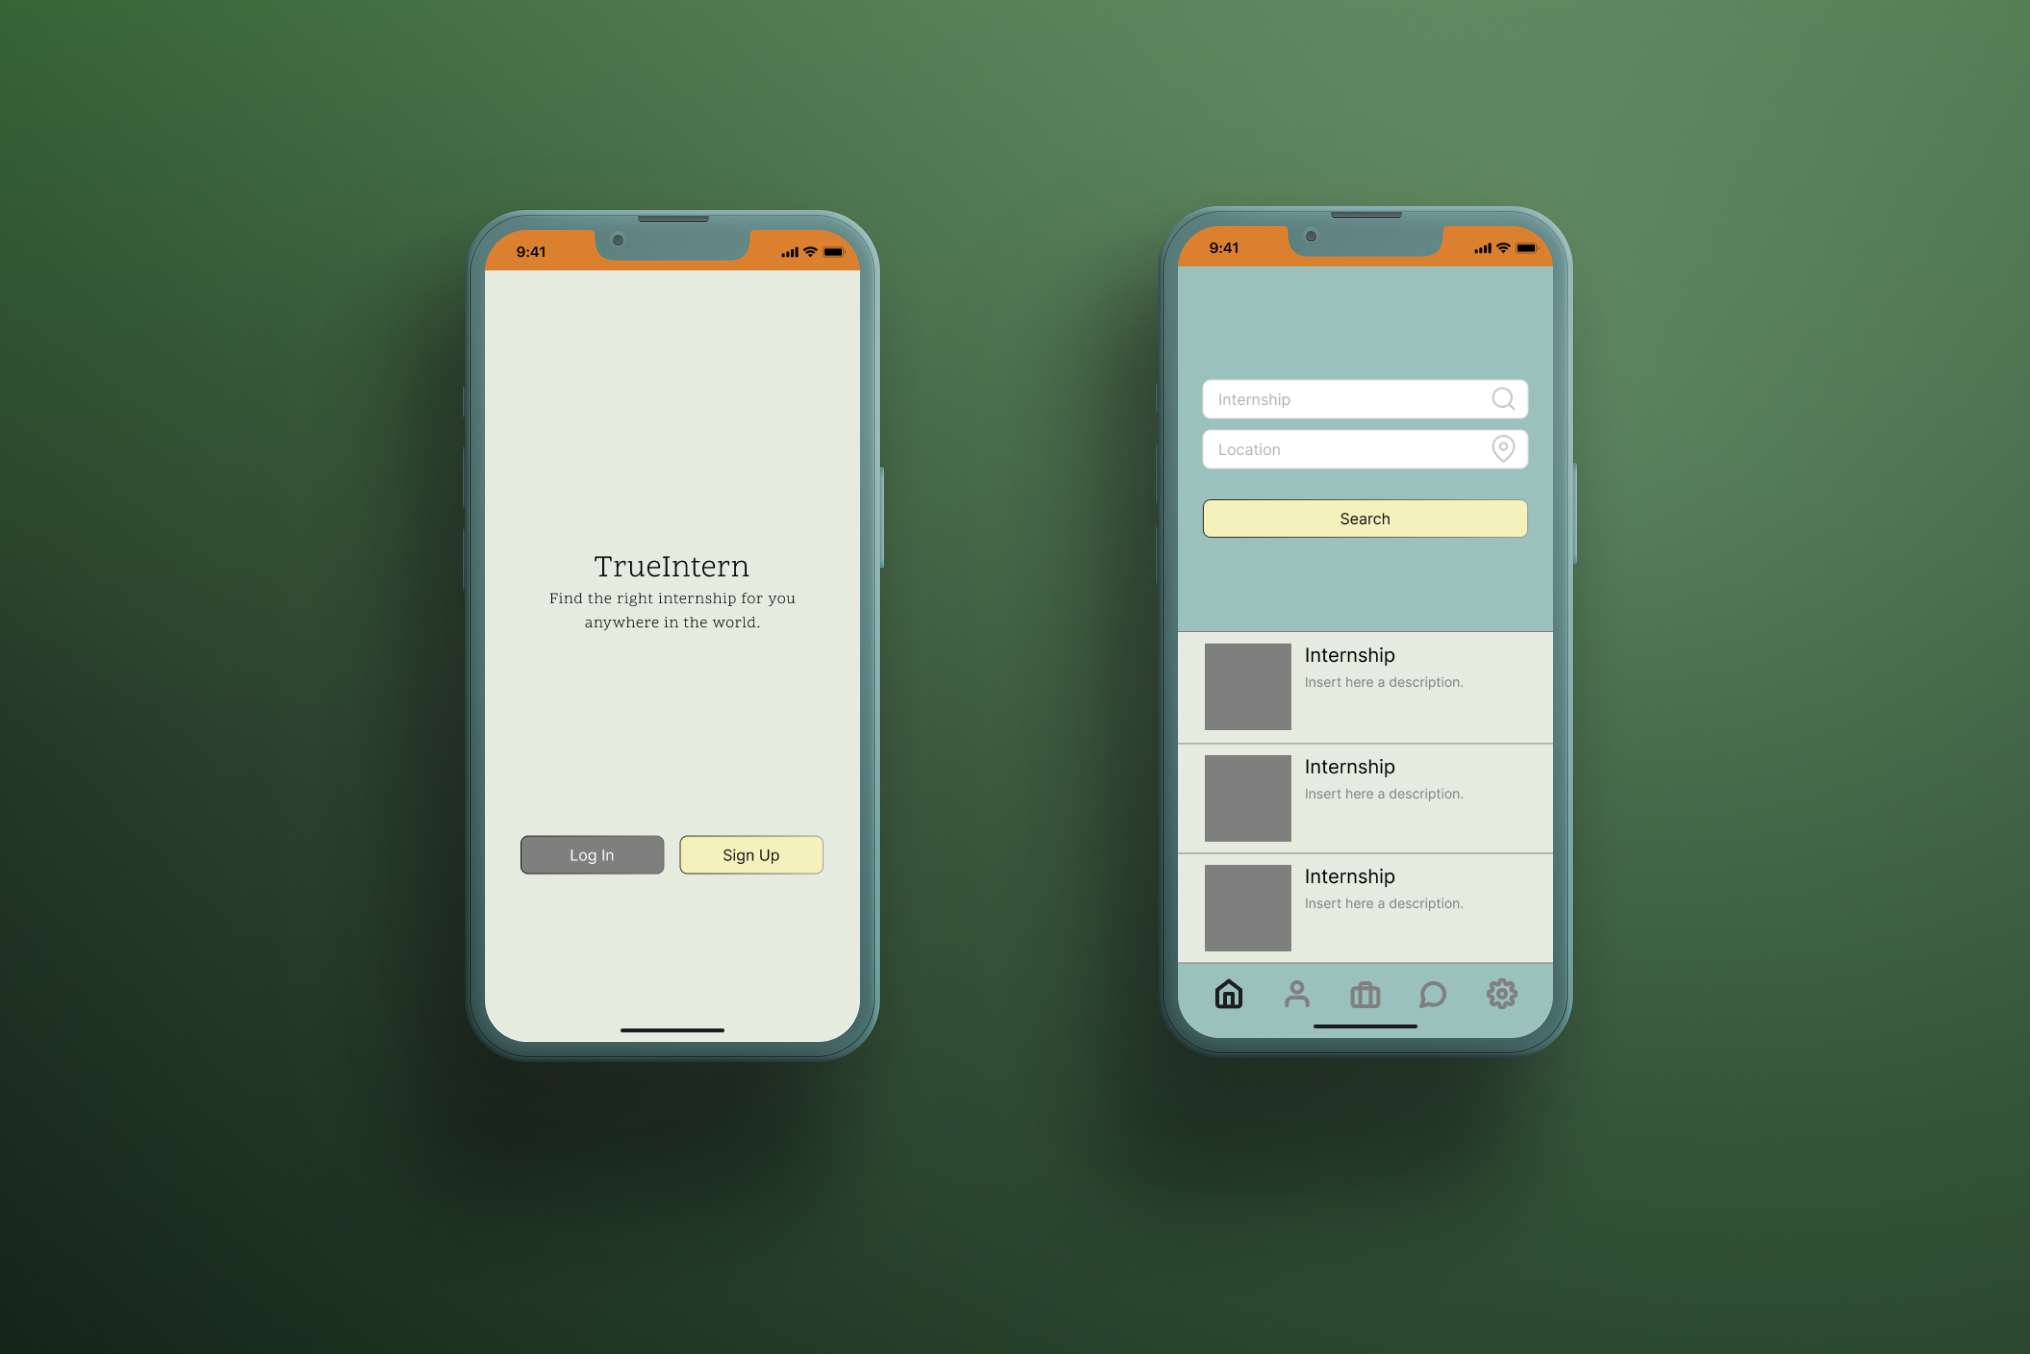 9:41
TrueIntern
Find the right internship for you
anywhere in the world.
Log In
Sign Up
9:41
Internship
Location
Search
Internship
Insert here a description.
Internship
Insert here a description.
Internship
Insert here a description.